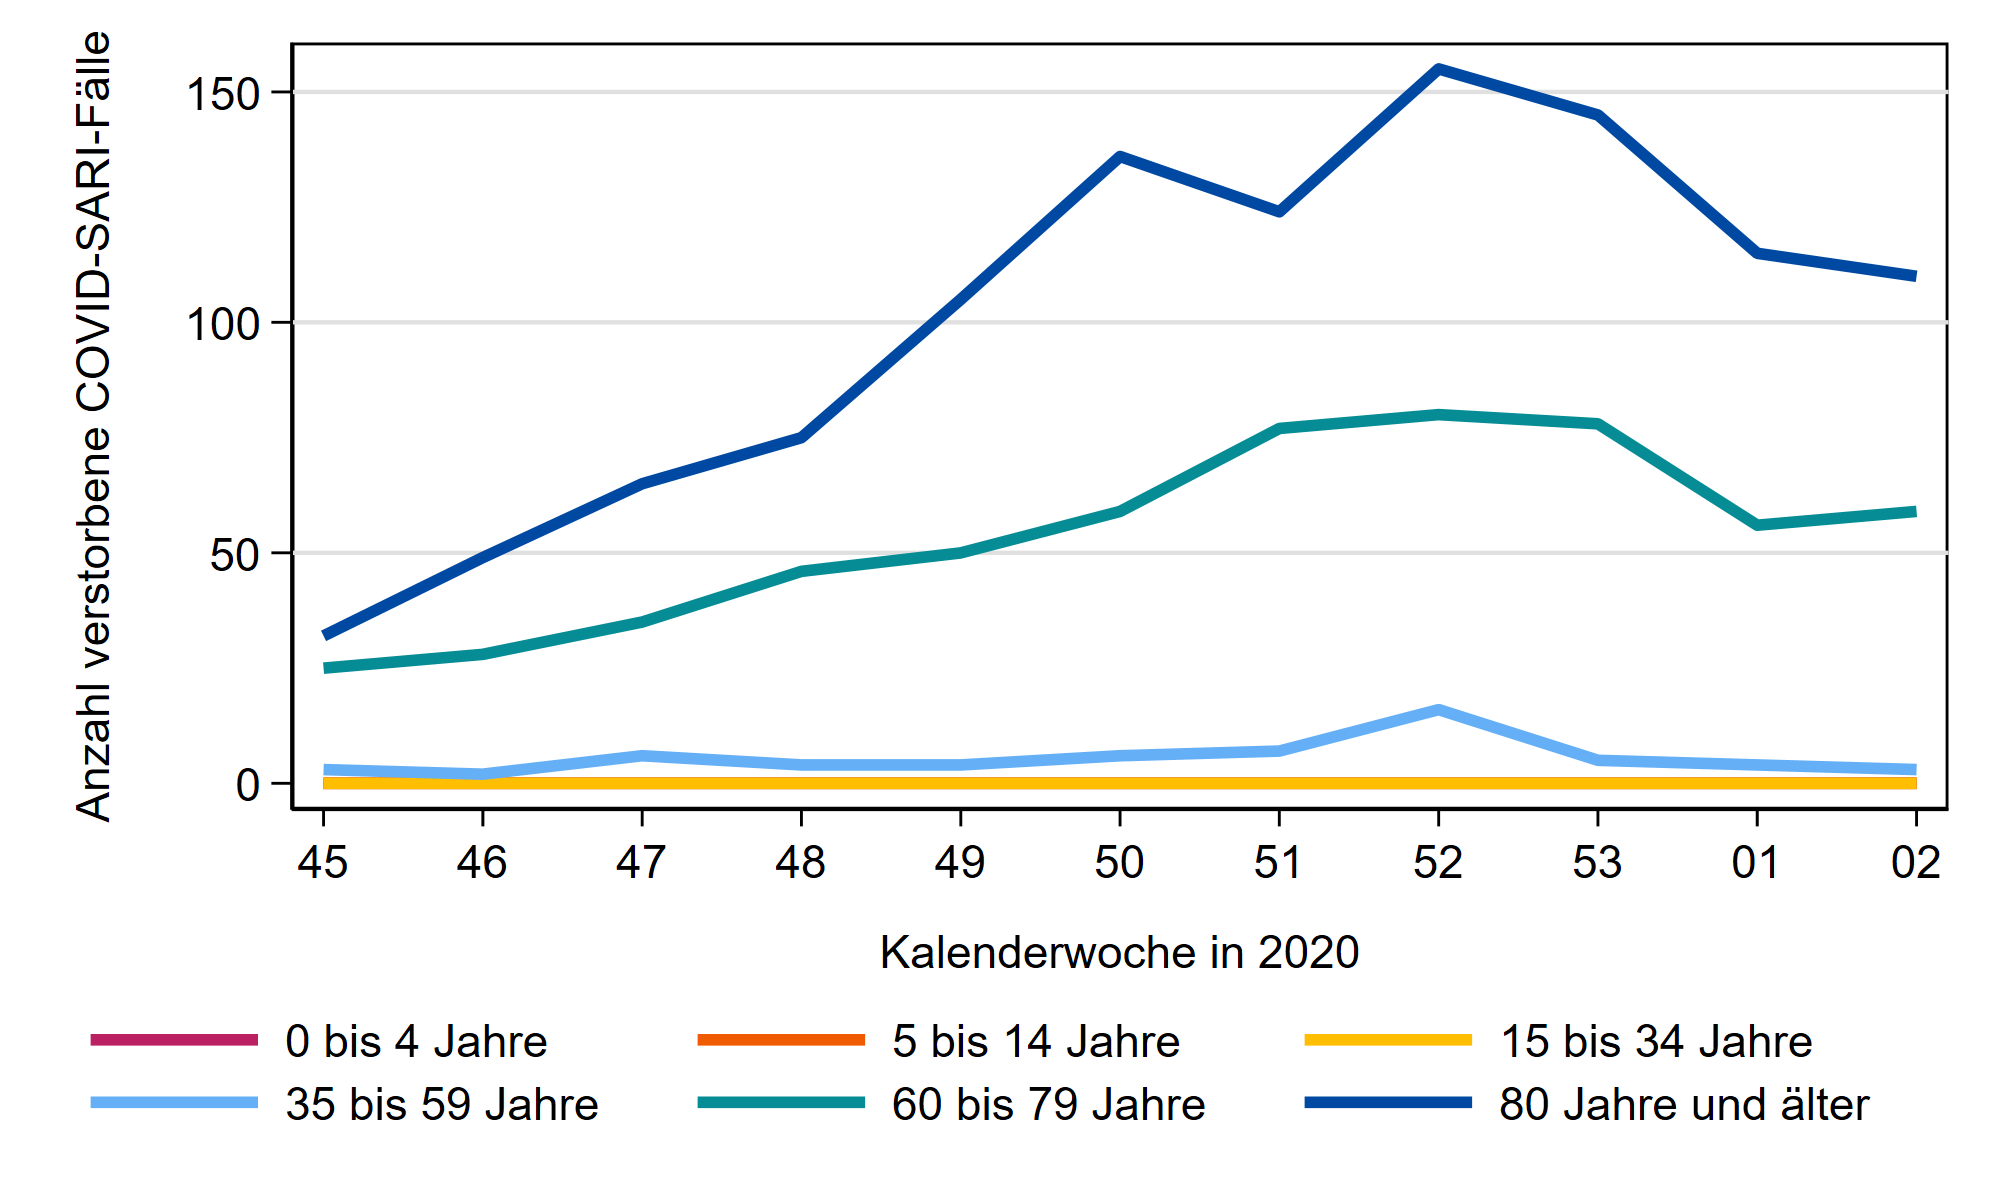 Anzahl verstorbene COVID-SARI-Fälle
150
100
50
0
45 46 47 48 49 50 51 52 53 01 02
Kalenderwoche in 2020
0 bis 4 Jahre 5 bis 14 Jahre 15 bis 34 Jahre
35 bis 59 Jahre 60 bis 79 Jahre 80 Jahre und älter